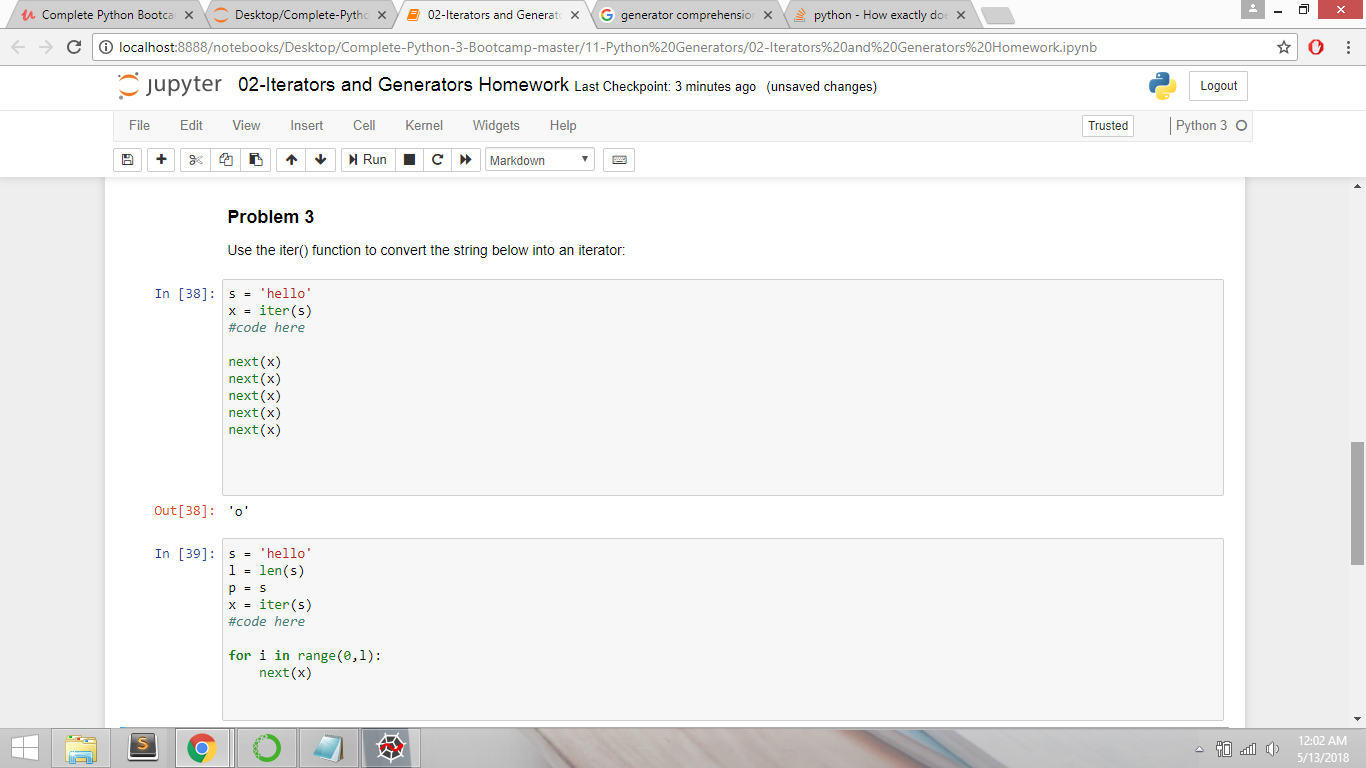 Complete Python Bootca
Desktop/Complete-Pytho
02-Iterators and Generato
generator comprehension
python - How exactly doe
localhost:8888/notebooks/Desktop/Complete-Python-3-Bootcamp-master/11-Python%20Generators/02-Iterators%20and%20Generators%20Homework.ipynb
jupyter 02-Iterators and Generators Homework Last Checkpoint: 3 minutes ago (unsaved changes)
Logout
File Edit View Insert Cell Kernel Widgets Help
Trusted
Python 3
Run
Markdown
Problem 3
Use the iter() function to convert the string below into an iterator:
In [38]: s = 'hello'
x = iter(s)
#code here
next(x)
next(x)
next(x)
next(x)
next(x)
Out[38]: 'o'
In [39]: s = 'hello'
l = len(s)
p = s
x = iter(s)
#code here
for i in range(0,l):
    next(x)
S
12:02 AM
5/13/2018